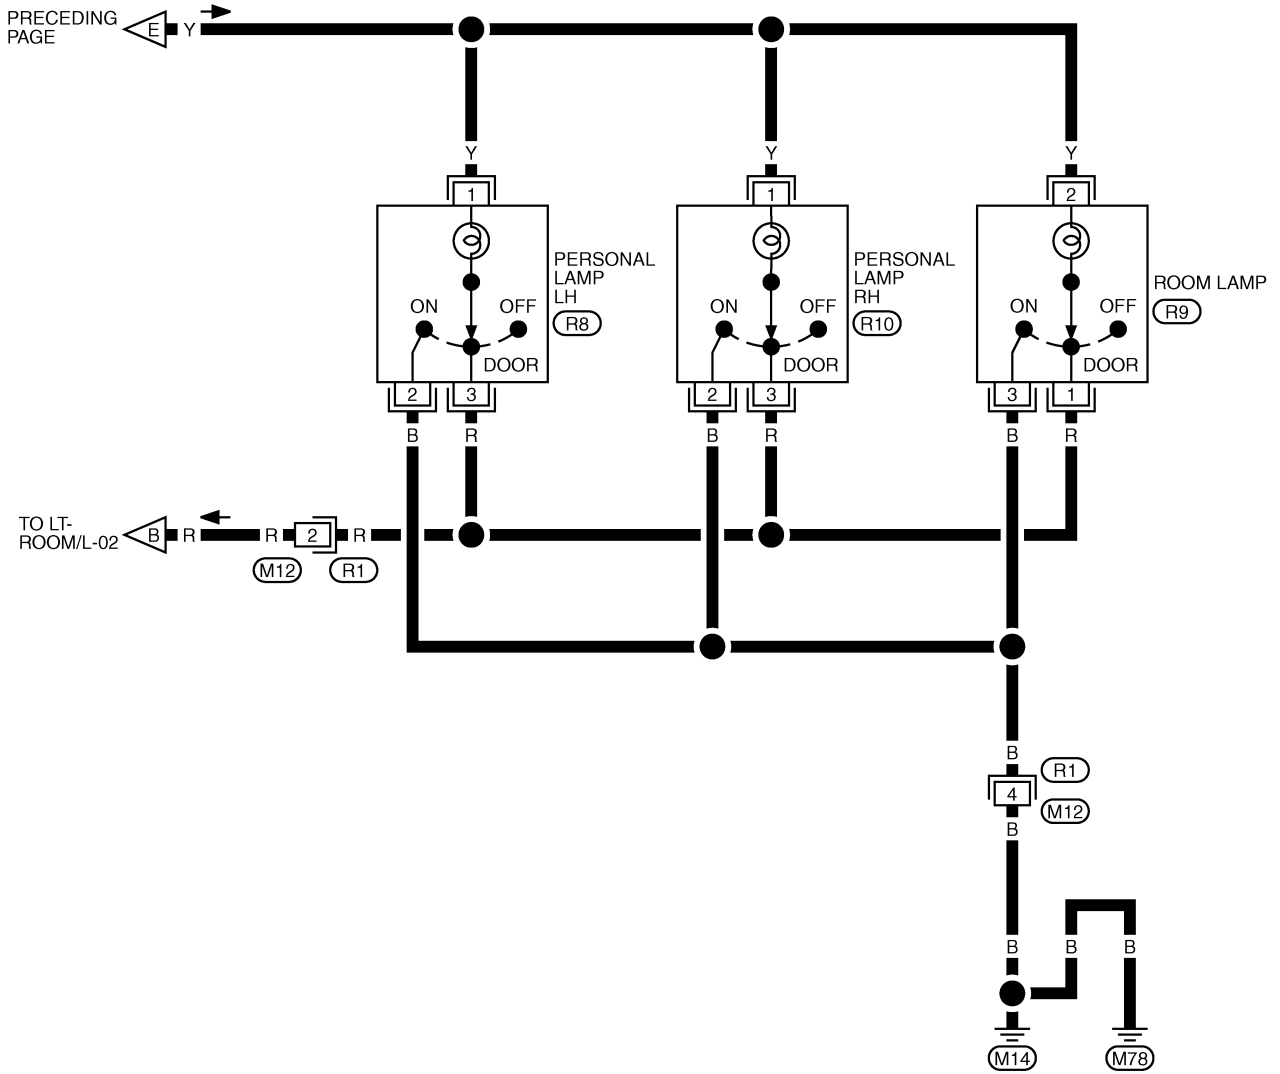 PRECEDING
PAGE
E Y
Y Y Y
1 1 2
PERSONAL
LAMP
LH
R8
PERSONAL
LAMP
RH
R10
ROOM LAMP
R9
ON OFF ON OFF ON OFF
DOOR DOOR DOOR
2 3 2 3 3 1
B R B R B R
TO LT-
ROOM/L-02
B R R 2 R
M12 R1
B
R1
4
M12
B
B B B
M14 M78